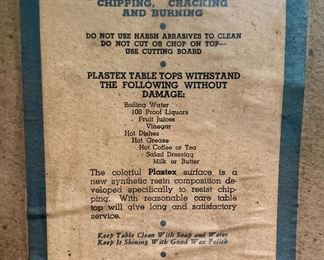 CHIPPING, CRACKING
AND BURNING
DO NOT USE HARSH ABRASIVES TO CLEAN
DO NOT CUT OR CHOP ON TOP—
USE CUTTING BOARD
PLASTEX TABLE TOPS WITHSTAND
THE FOLLOWING WITHOUT
DAMAGE:
Boiling Water
100 Proof Liquors
Fruit Juices
Vinegar
Hot Dishes
Hot Grease
Hot Coffee or Tea
Salad Dressing
Milk or Butter
The colorful Plastex surface is a
new synthetic resin composition de-
veloped specifically to resist chip-
ping. With reasonable care table
top will give long and satisfactory
service.
Keep Table Clean With Soap and Water
Keep It Shining With Good Wax Polish